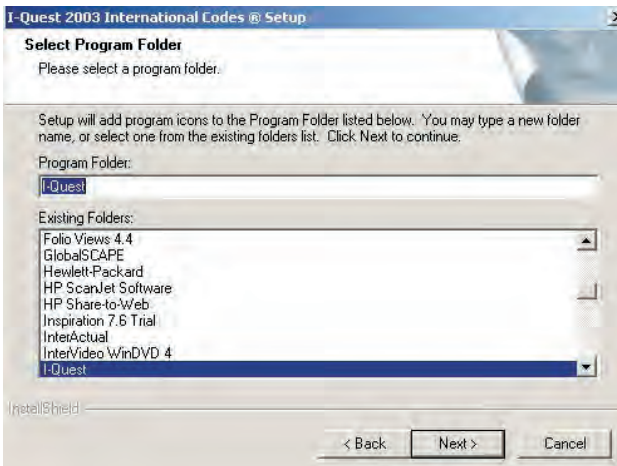 I-Quest 2003 International Codes ® Setup
Select Program Folder
Please select a program folder.
Setup will add program icons to the Program Folder listed below. You may type a new folder
name, or select one from the existing folders list. Click Next to continue.
Program Folder:
I-Quest
Existing Folders:
Folio Views 4.4
GlobalSCAPE
Hewlett-Packard
HP ScanJet Software
HP Share-to-Web
Inspiration 7.6 Trial
InterActual
InterVideo WinDVD 4
I-Quest
InstallShield
< Back Next > Cancel